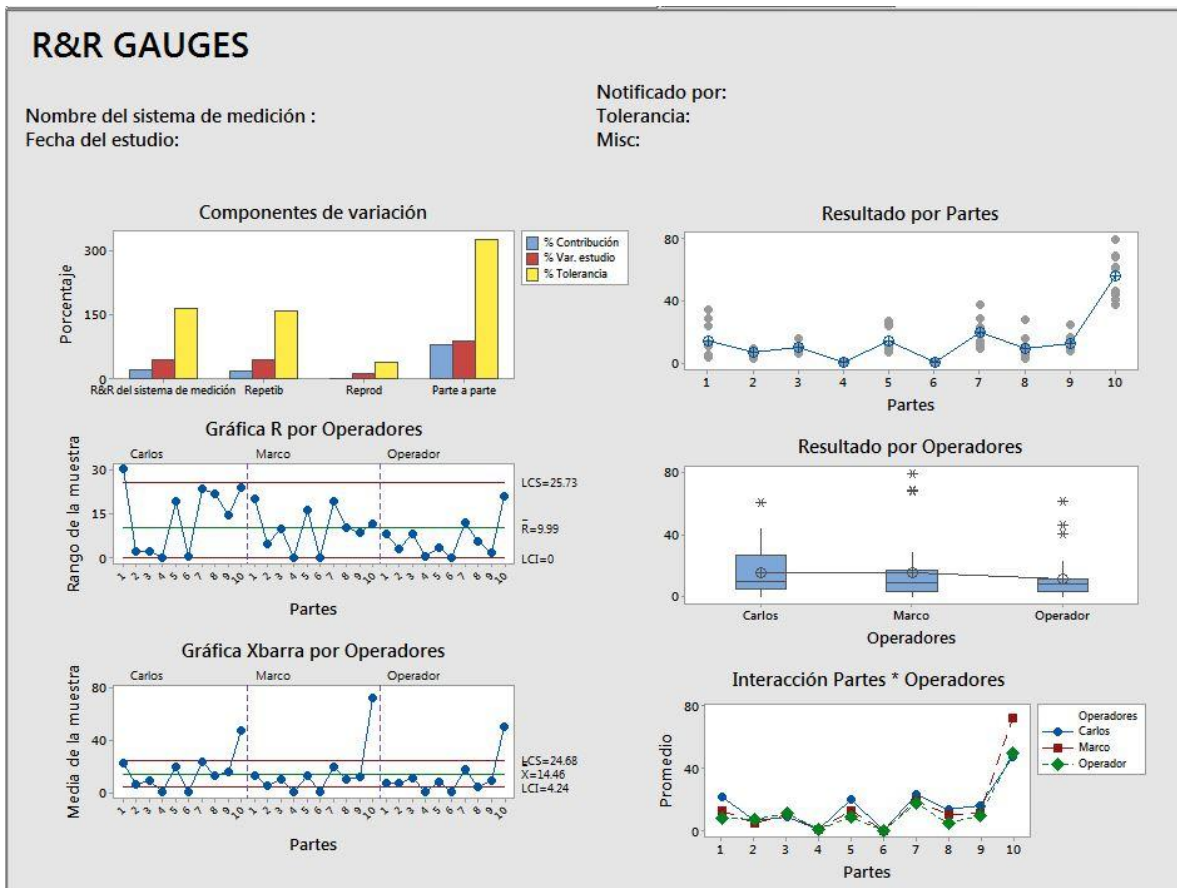 R&R GAUGES
Nombre del sistema de medición :
Fecha del estudio:
Notificado por:
Tolerancia:
Misc:
Componentes de variación
Porcentaje
300
150
0
R&R del sistema de medición Repetib Reprod Parte a parte
% Contribución
% Var. estudio
% Tolerancia
Resultado por Partes
80
40
0
1 2 3 4 5 6 7 8 9 10
Partes
Gráfica R por Operadores
Carlos Marco Operador
Rango de la muestra
30
15
0
LCS=25.73
R=9.99
LCI=0
1 2 3 4 5 6 7 8 9 10 1 2 3 4 5 6 7 8 9 10 1 2 3 4 5 6 7 8 9 10
Partes
Resultado por Operadores
80
40
0
Carlos Marco Operador
Operadores
Gráfica Xbarra por Operadores
Carlos Marco Operador
Media de la muestra
80
40
0
LCS=24.68
X=14.46
LCI=4.24
1 2 3 4 5 6 7 8 9 10 1 2 3 4 5 6 7 8 9 10 1 2 3 4 5 6 7 8 9 10
Partes
Interacción Partes * Operadores
Promedio
80
40
0
1 2 3 4 5 6 7 8 9 10
Partes
Operadores
Carlos
Marco
Operador